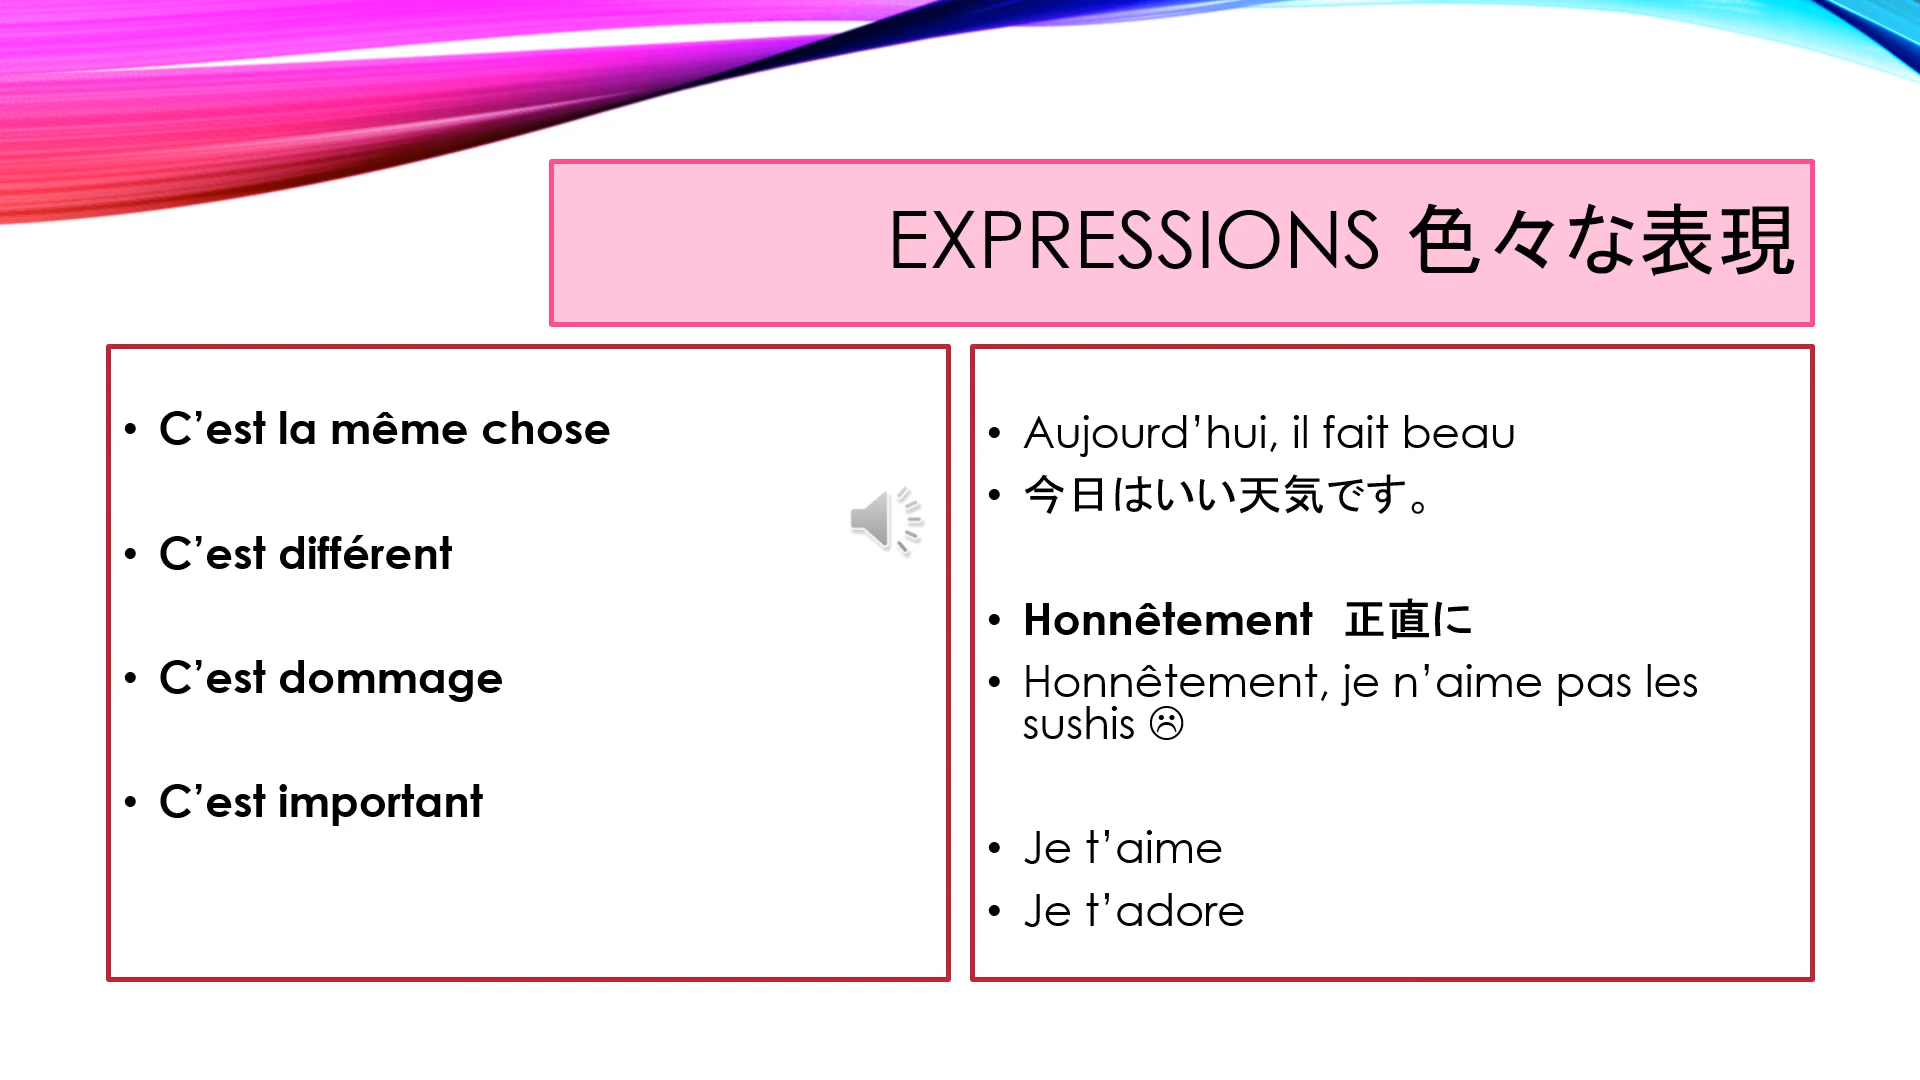 EXPRESSIONS 色々な表現
• C’est la même chose
• C’est différent
• C’est dommage
• C’est important
• Aujourd’hui, il fait beau
• 今日はいい天気です。
• Honnêtement　正直に
• Honnêtement, je n’aime pas les
sushis ☹
• Je t’aime
• Je t’adore